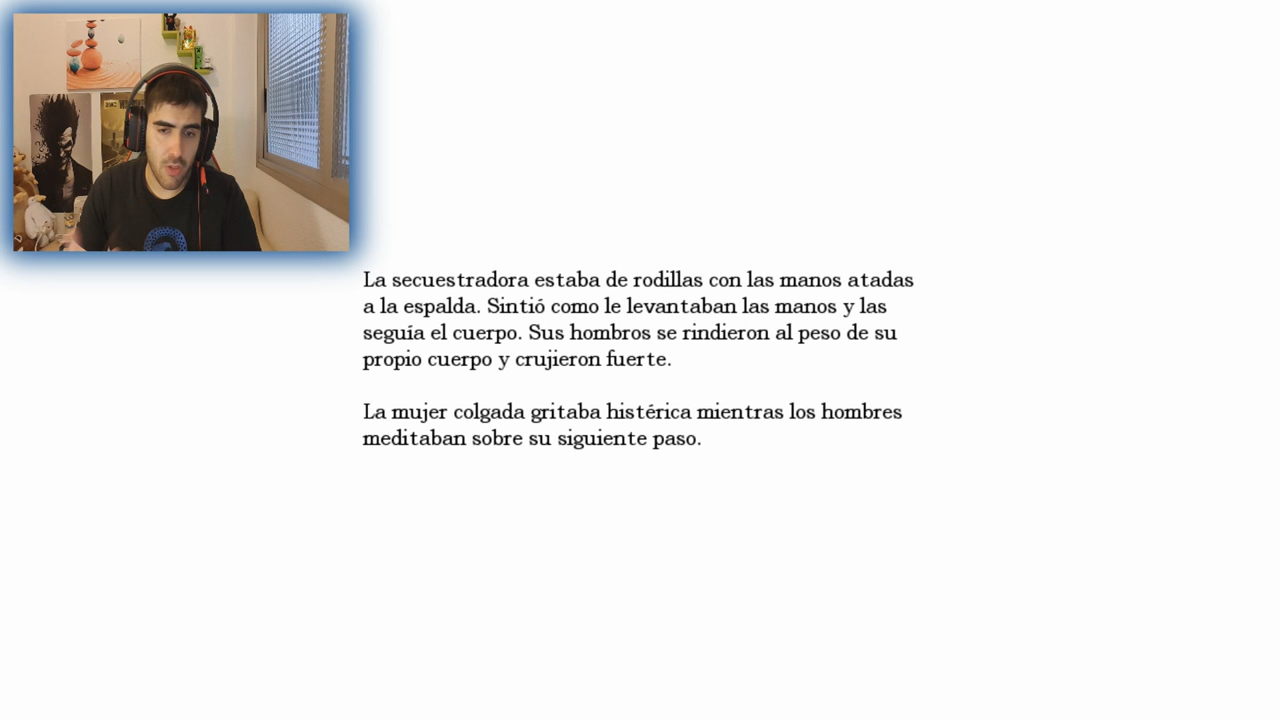 La secuestradora estaba de rodillas con las manos atadas
a la espalda. Sintió como le levantaban las manos y las
seguía el cuerpo. Sus hombros se rindieron al peso de su
propio cuerpo y crujieron fuerte.
La mujer colgada gritaba histérica mientras los hombres
meditaban sobre su siguiente paso.